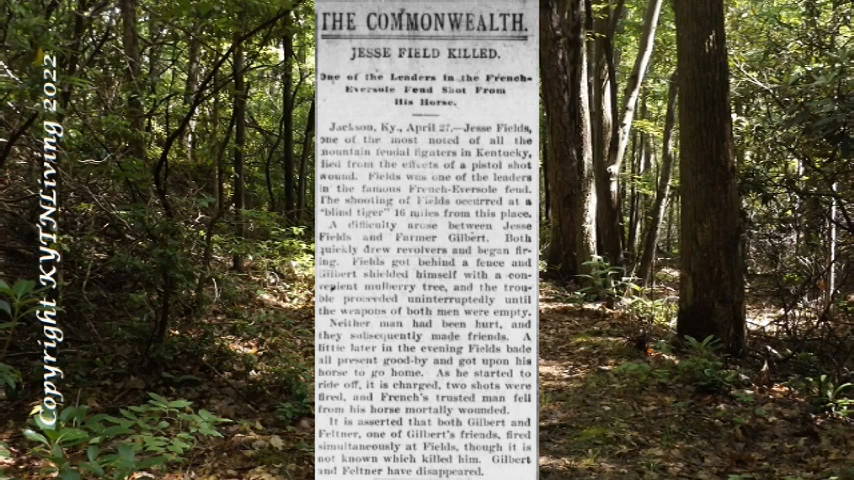 THE COMMONWEALTH.
JESSE FIELD KILLED.
One of the Leaders in the French-
Eversole Feud Shot From
His Horse.
Jackson, Ky., April 27.—Jesse Fields,
one of the most noted of all the
mountain feudal figaters in Kentucky,
died from the effects of a pistol shot
wound. Fields was one of the leaders
in the famous French-Eversole feud.
The shooting of Fields occurred at a
"blind tiger" 16 miles from this place.
A difficulty arose between Jesse
Fields and Farmer Gilbert. Both
quickly drew revolvers and began fir-
ing. Fields got behind a fence and
Gilbert shielded himself with a con-
venient mulberry tree, and the trou-
ble proceeded uninterruptedly until
the weapons of both men were empty.
Neither man had been hurt, and
they subsequently made friends. A
little later in the evening Fields bade
all present good-by and got upon his
horse to go home. As he started to
ride off, it is charged, two shots were
fired, and French's trusted man fell
from his horse mortally wounded.
It is asserted that both Gilbert and
Feltner, one of Gilbert's friends, fired
simultaneously at Fields, though it is
not known which killed him. Gilbert
and Feltner have disappeared.
Copyright KYTNLiving 2022